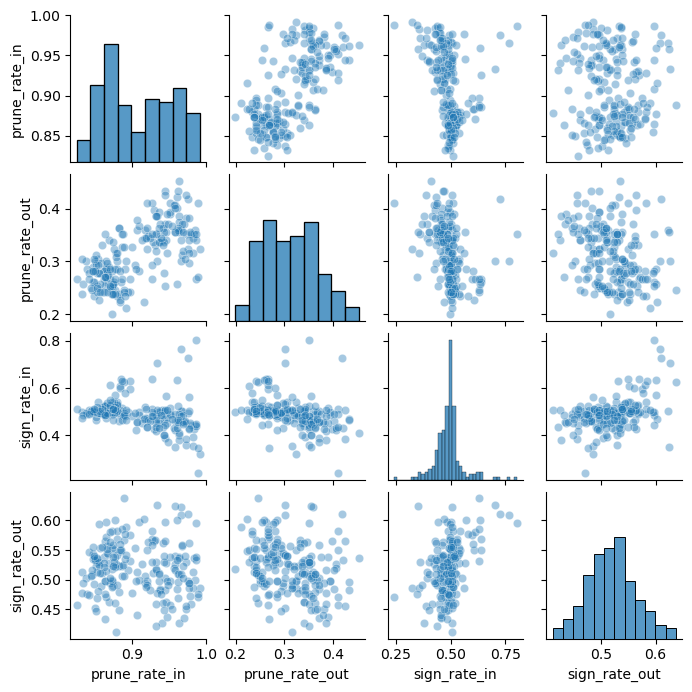 1.00
0.95
0.90
0.85
prune_rate_in
0.4
0.3
0.2
prune_rate_out
0.8
0.6
0.4
sign_rate_in
0.60
0.55
0.50
0.45
sign_rate_out
0.9 1.0 0.2 0.3 0.4 0.25 0.50 0.75 0.5 0.6
prune_rate_in prune_rate_out sign_rate_in sign_rate_out